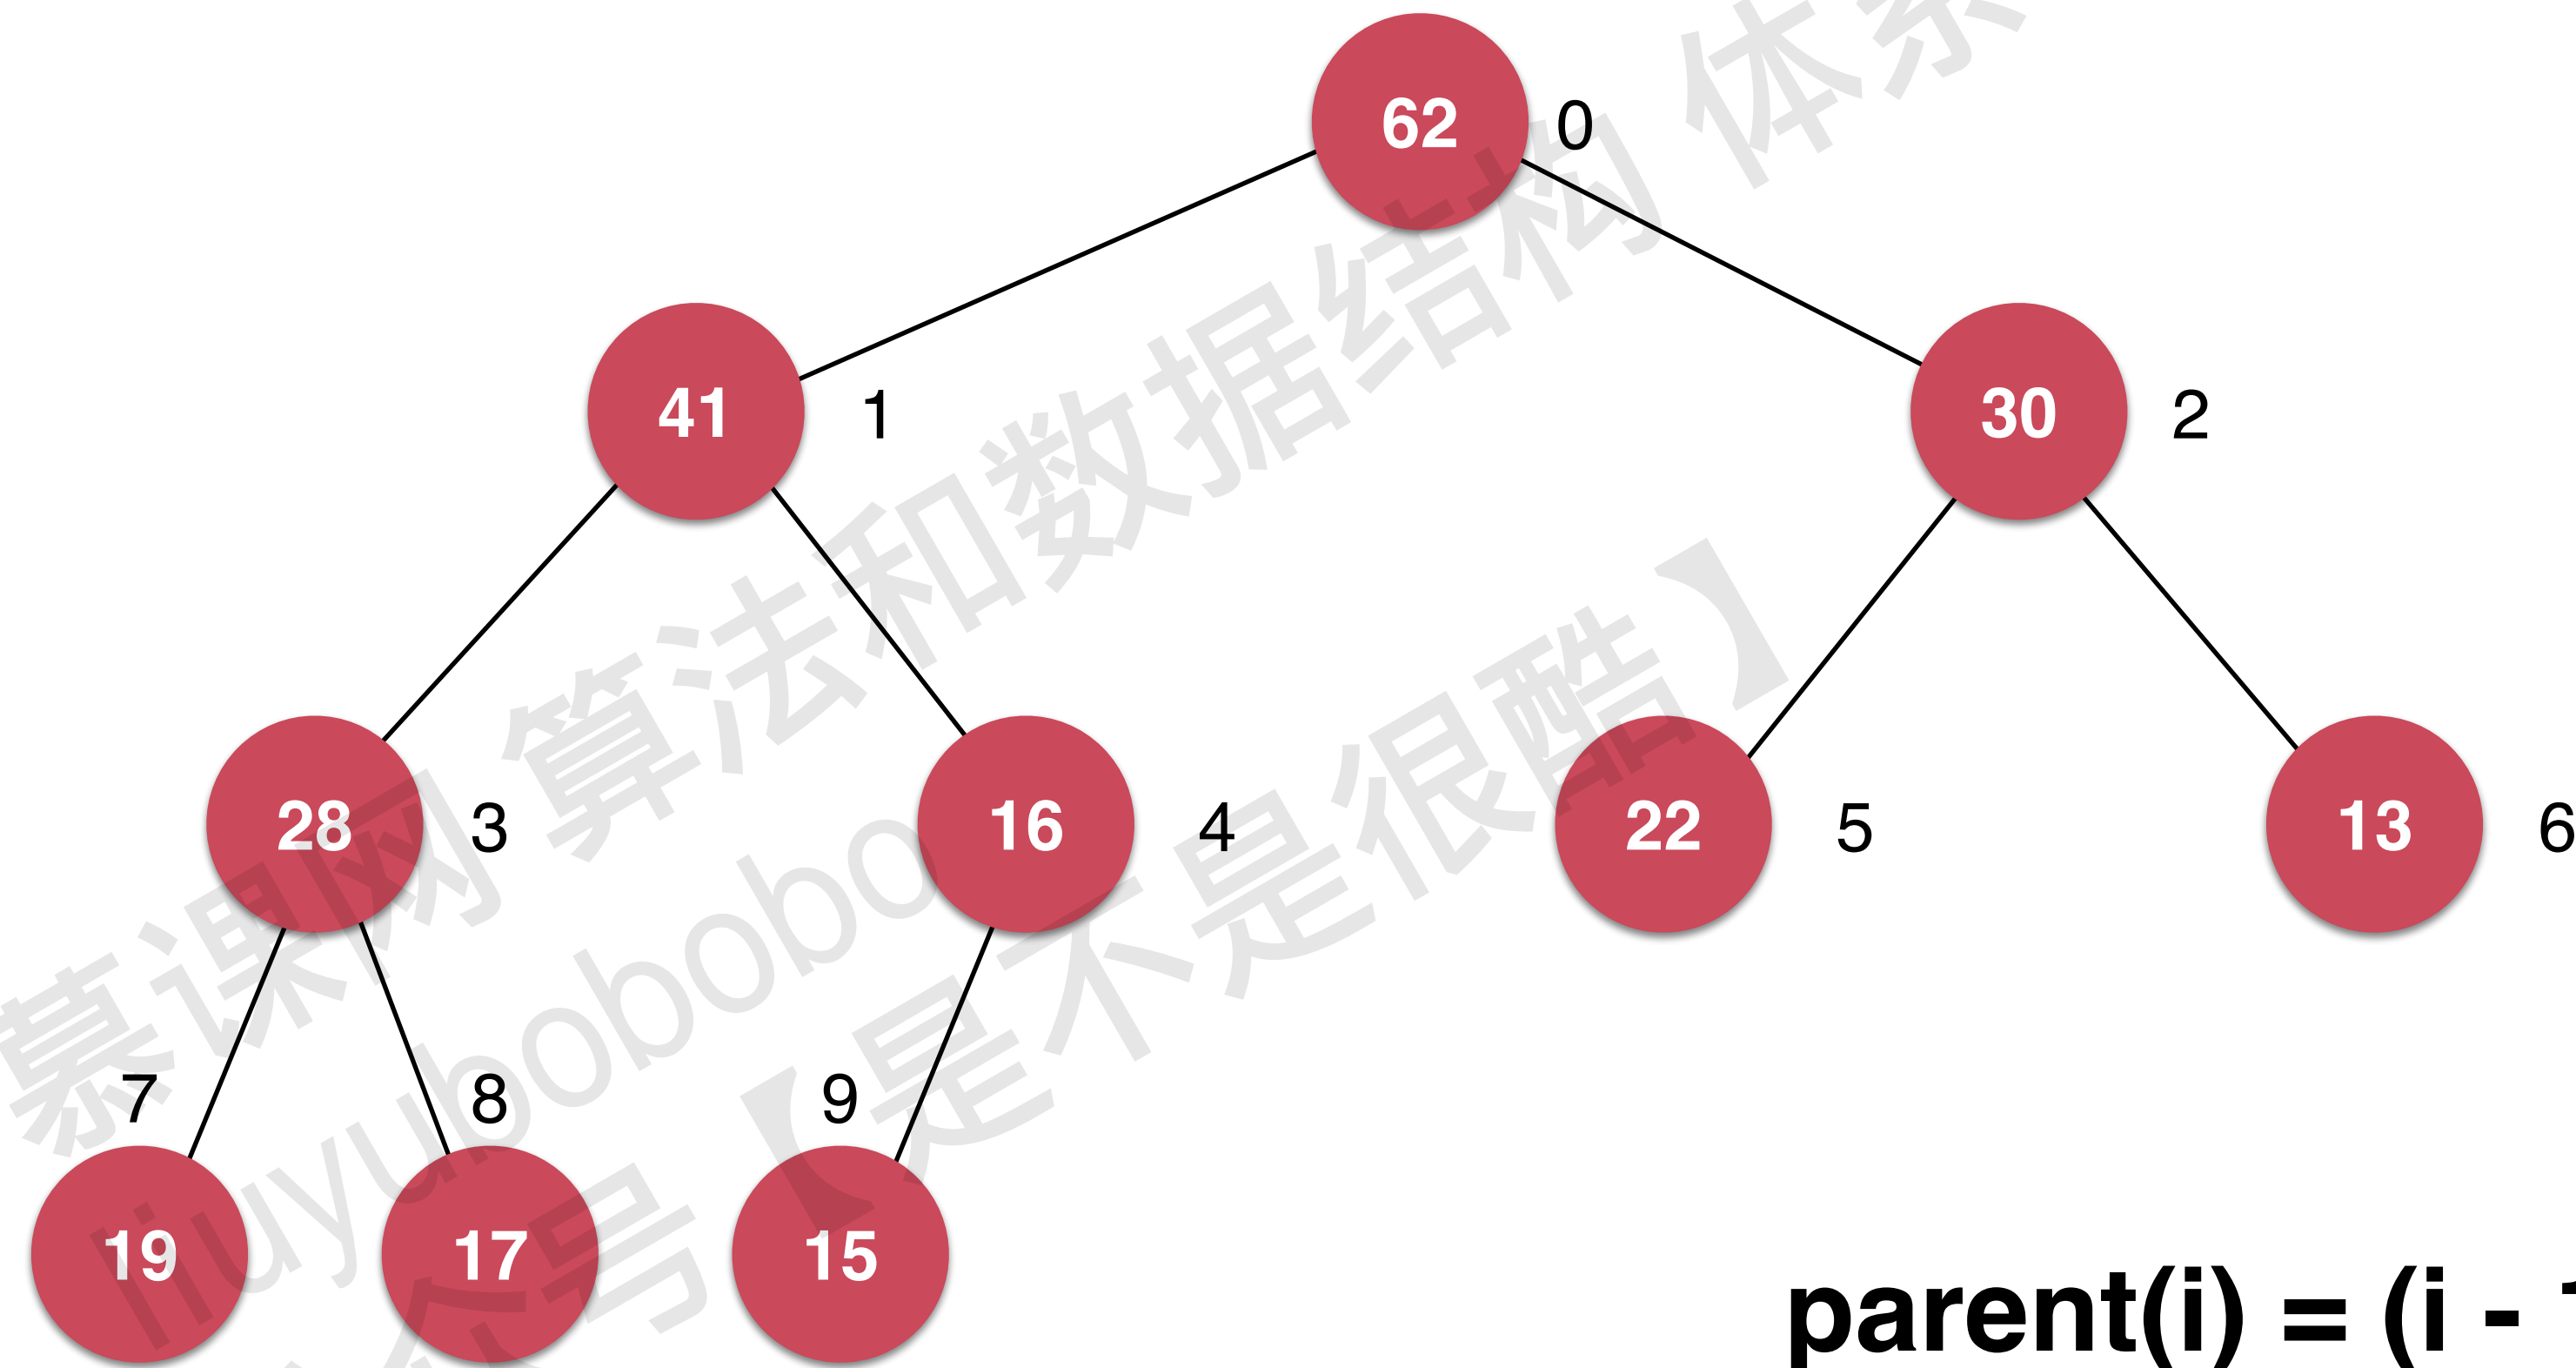 62 0
41 1 30 2
28 3 16 4 22 5 13 6
7 8 9
19 17 15
parent(i) = (i -
慕课网 算法和数据结构 体系
liuyubobobo
公众号【是不是很酷】